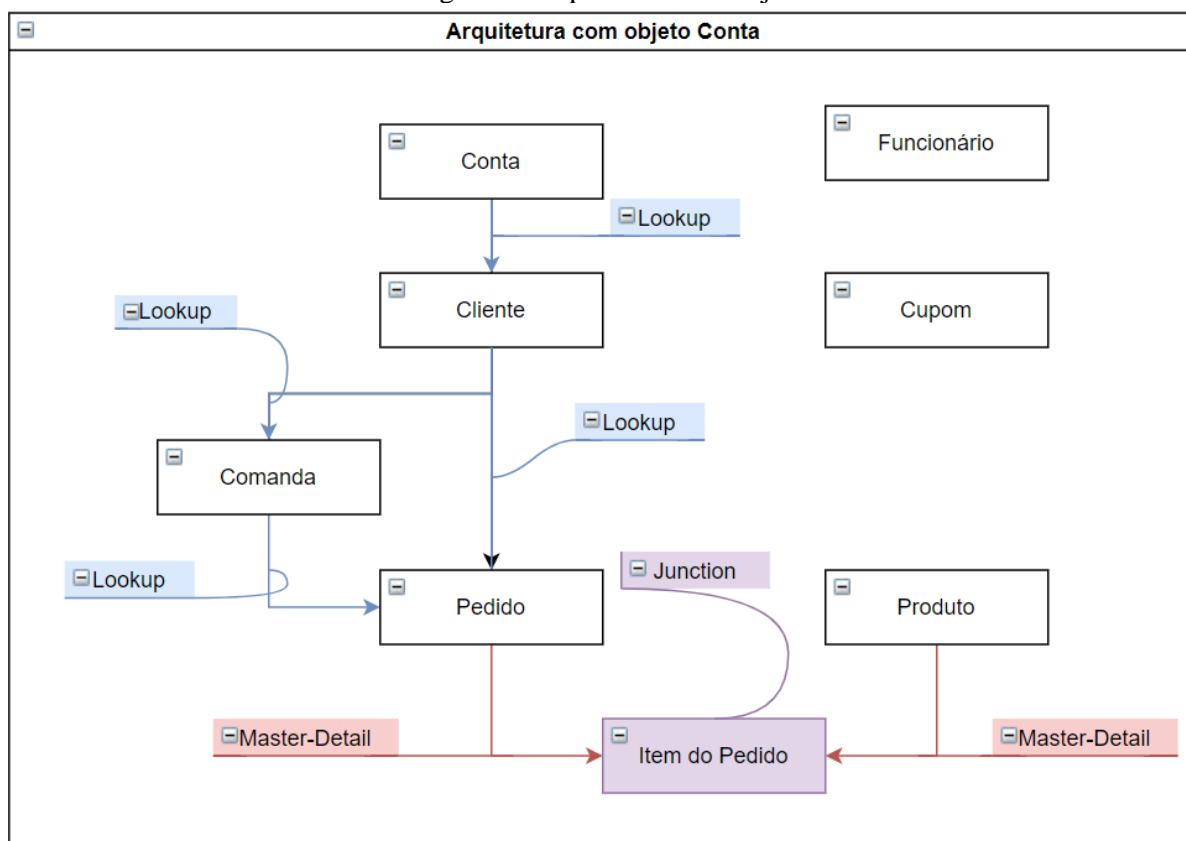 Arquitetura com objeto Conta
Funcionário
Conta
Lookup
Cliente
Cupom
Lookup
Lookup
Comanda
Lookup
Junction
Pedido
Produto
Master-Detail
Item do Pedido
Master-Detail